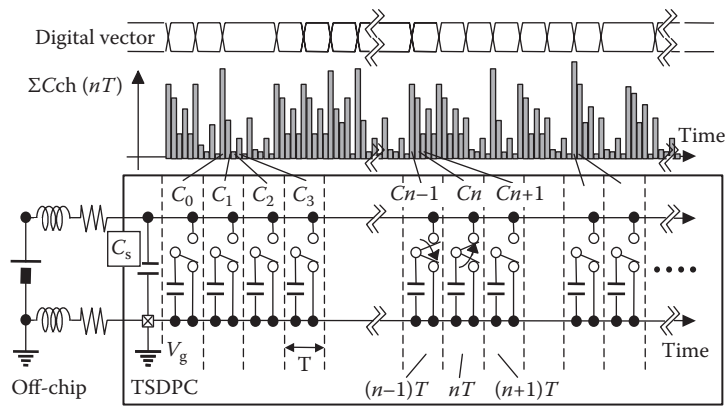 Digital vector
ΣCch (nT)
Time
C0 C1 C2 C3 Cn−1 Cn Cn+1
Cs
Vg
T
Time
Off-chip TSDPC (n−1)T nT (n+1)T